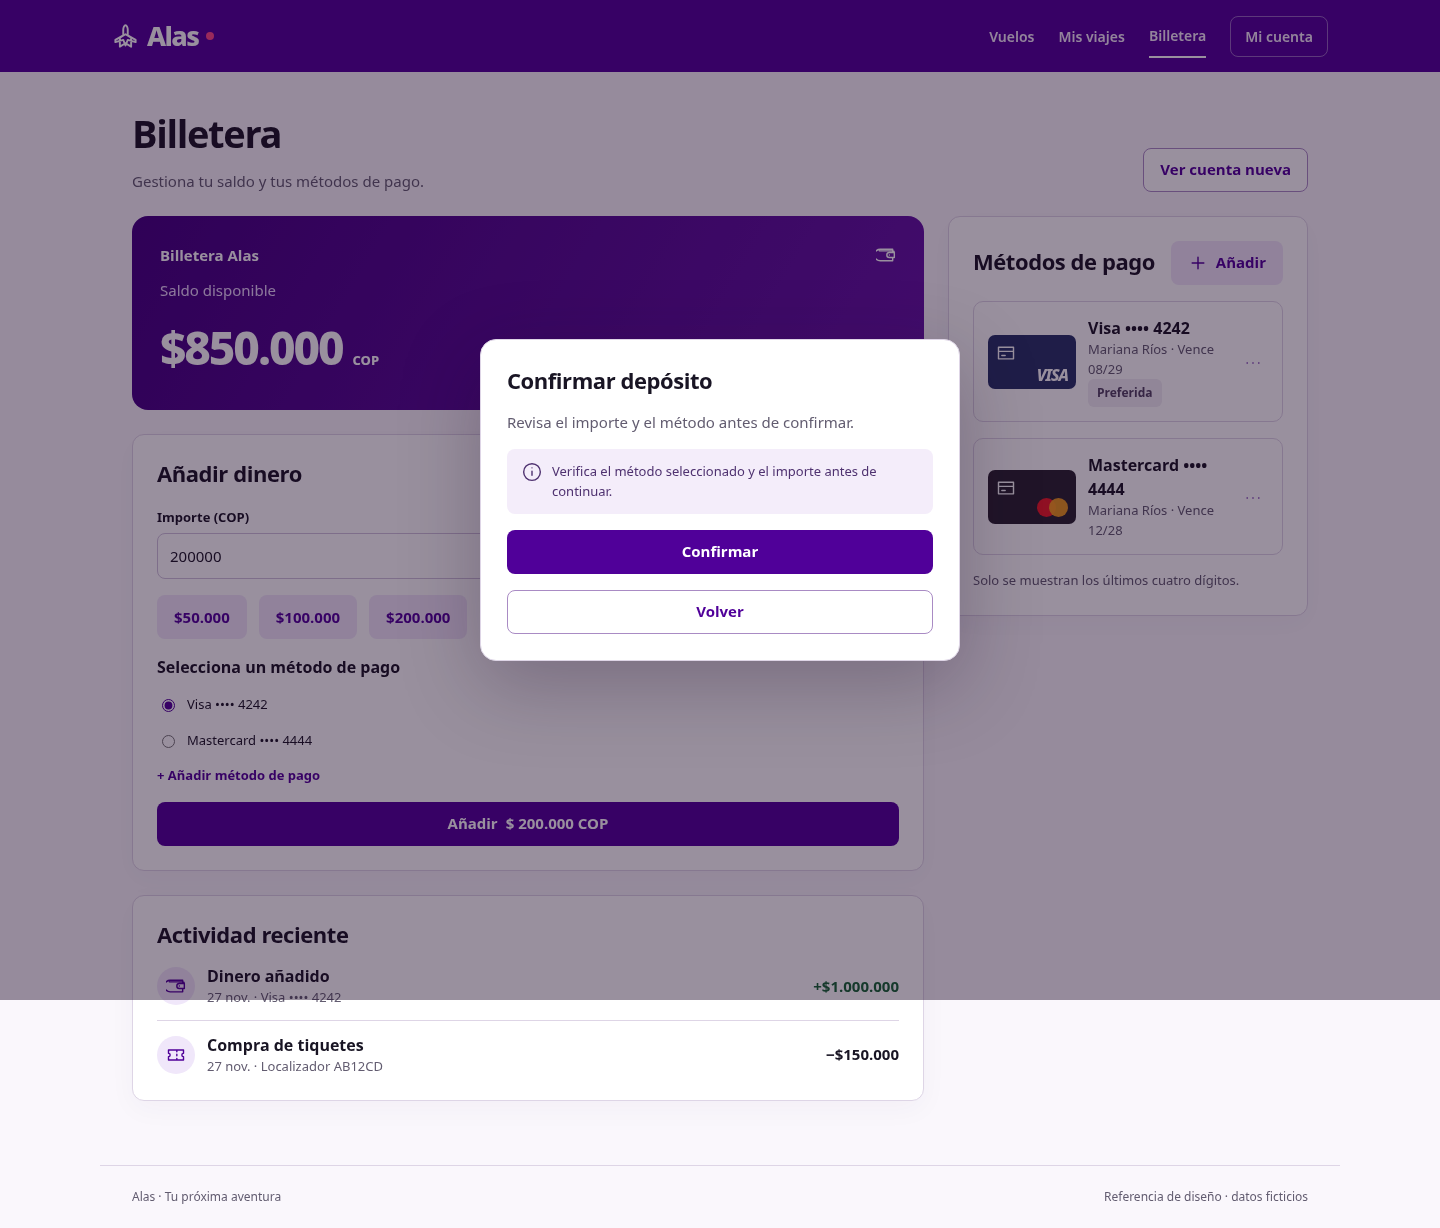 Alas
Vuelos
Mis viajes
Billetera
Mi cuenta
Billetera
Gestiona tu saldo y tus métodos de pago.
Ver cuenta nueva
Billetera Alas
Saldo disponible
$850.000 COP
Añadir dinero
Importe (COP)
200000
$50.000
$100.000
$200.000
Selecciona un método de pago
Visa •••• 4242
Mastercard •••• 4444
+ Añadir método de pago
Añadir $ 200.000 COP
Confirmar depósito
Revisa el importe y el método antes de confirmar.
Verifica el método seleccionado y el importe antes de
continuar.
Confirmar
Volver
Métodos de pago
Añadir
VISA
Visa •••• 4242
Mariana Ríos · Vence
08/29
Preferida
Mastercard ••••
4444
Mariana Ríos · Vence
12/28
Solo se muestran los últimos cuatro dígitos.
Actividad reciente
Dinero añadido
27 nov. · Visa •••• 4242
+$1.000.000
Compra de tiquetes
27 nov. · Localizador AB12CD
−$150.000
Alas · Tu próxima aventura
Referencia de diseño · datos ficticios